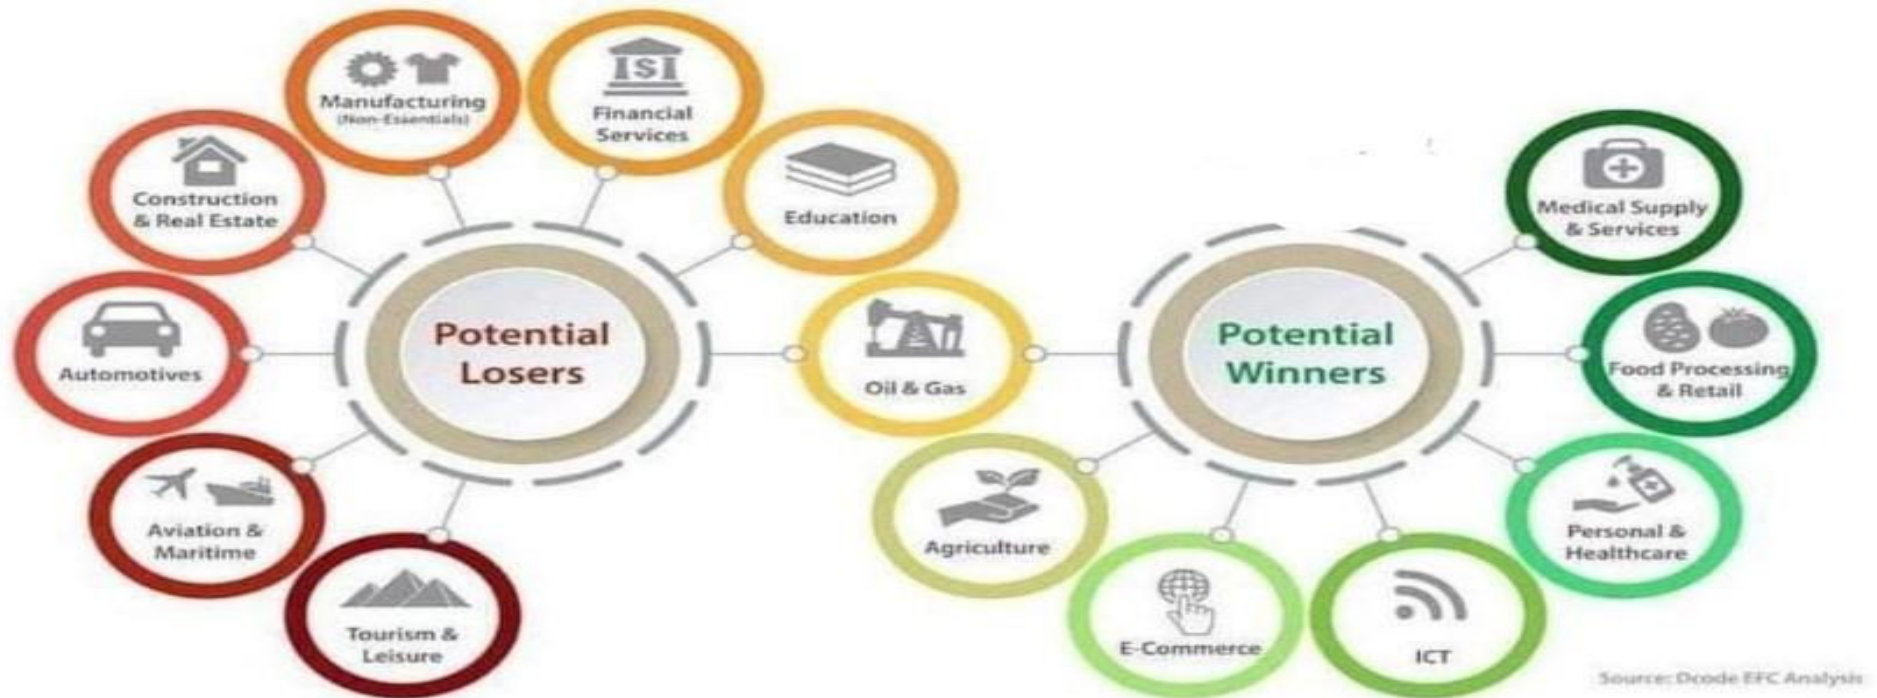 Manufacturing
(Non-Essentials)
Financial
Services
Construction
& Real Estate
Education
Automotives
Potential
Losers
Oil & Gas
Aviation &
Maritime
Tourism &
Leisure
Potential
Winners
Medical Supply
& Services
Food Processing
& Retail
Personal &
Healthcare
Agriculture
E-Commerce
ICT
Source: Dcode EFC Analysis